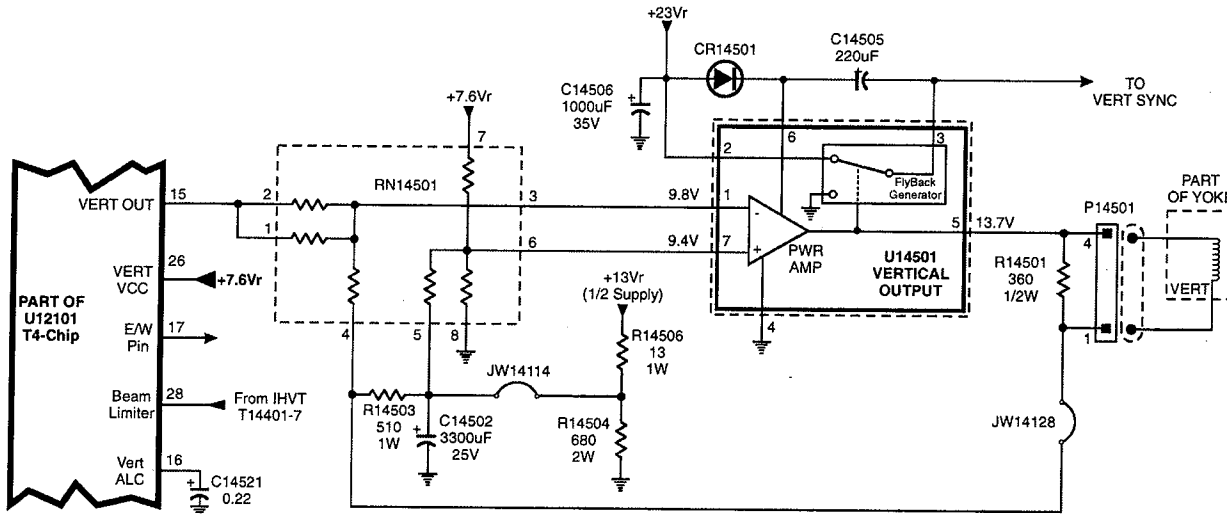 +23Vr
CR14501
C14505
220uF
C14506
1000uF
35V
TO
VERT SYNC
+7.6Vr
7
6
3
2
FlyBack
Generator
RN14501
15
VERT OUT
2
3
9.8V
1
-
1
6
9.4V
7
+
PWR
AMP
5
13.7V
U14501
VERTICAL
OUTPUT
4
P14501
4
PART
OF YOKE
R14501
360
1/2W
VERT
1
26
VERT
VCC
+7.6Vr
PART OF
U12101
T4-Chip
E/W
Pin
17
4
5
8
+13Vr
(1/2 Supply)
R14506
13
1W
JW14114
28
Beam
Limiter
From IHVT
T14401-7
R14503
510
1W
+
C14502
3300uF
25V
R14504
680
2W
JW14128
Vert
ALC
16
+
C14521
0.22